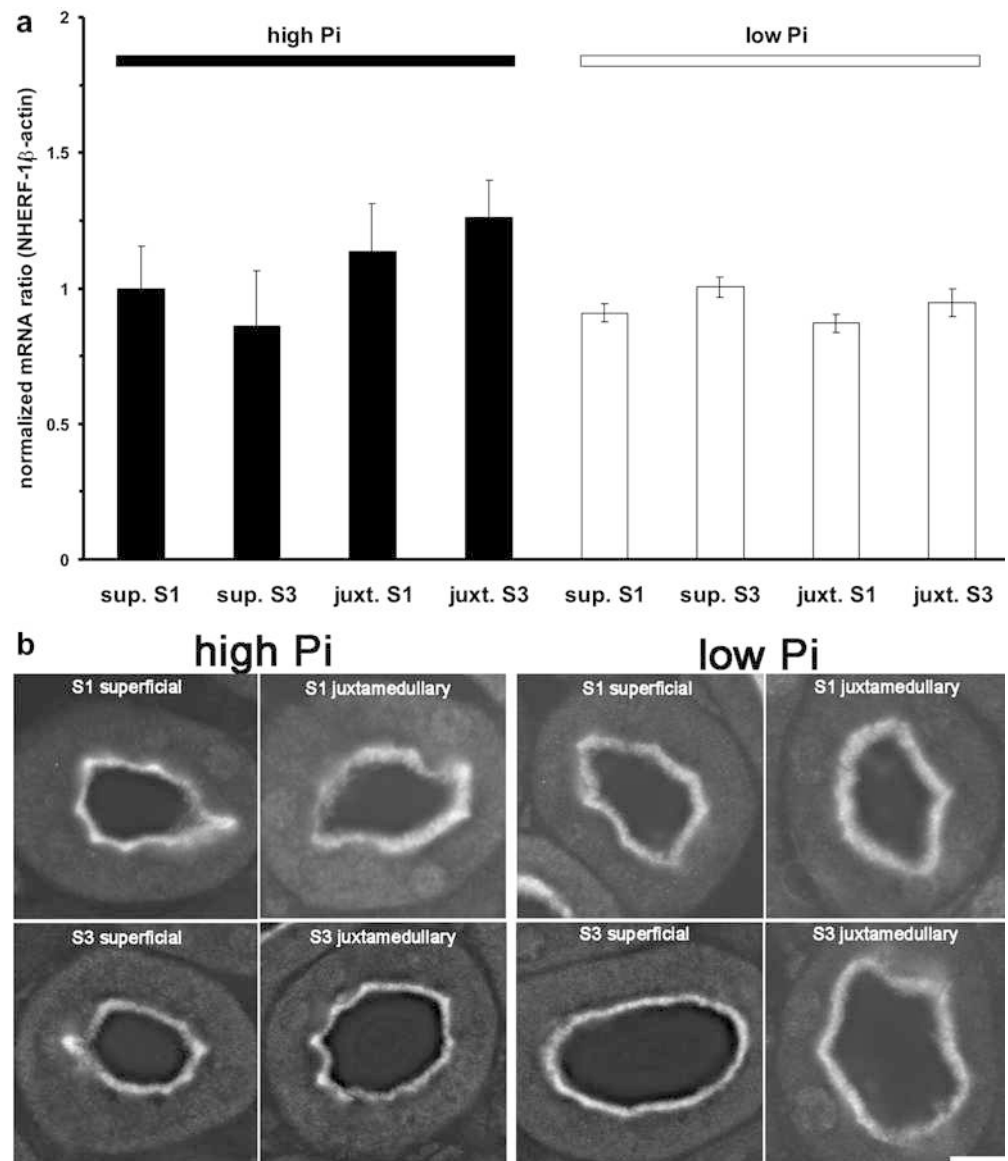 a
high Pi
low Pi
normalized mRNA ratio (NHERF-1β-actin)
2
1.5
1
0.5
0
sup. S1 sup. S3 juxt. S1 juxt. S3 sup. S1 sup. S3 juxt. S1 juxt. S3
b
high Pi
low Pi
S1 superficial
S1 juxtamedullary
S1 superficial
S1 juxtamedullary
S3 superficial
S3 juxtamedullary
S3 superficial
S3 juxtamedullary